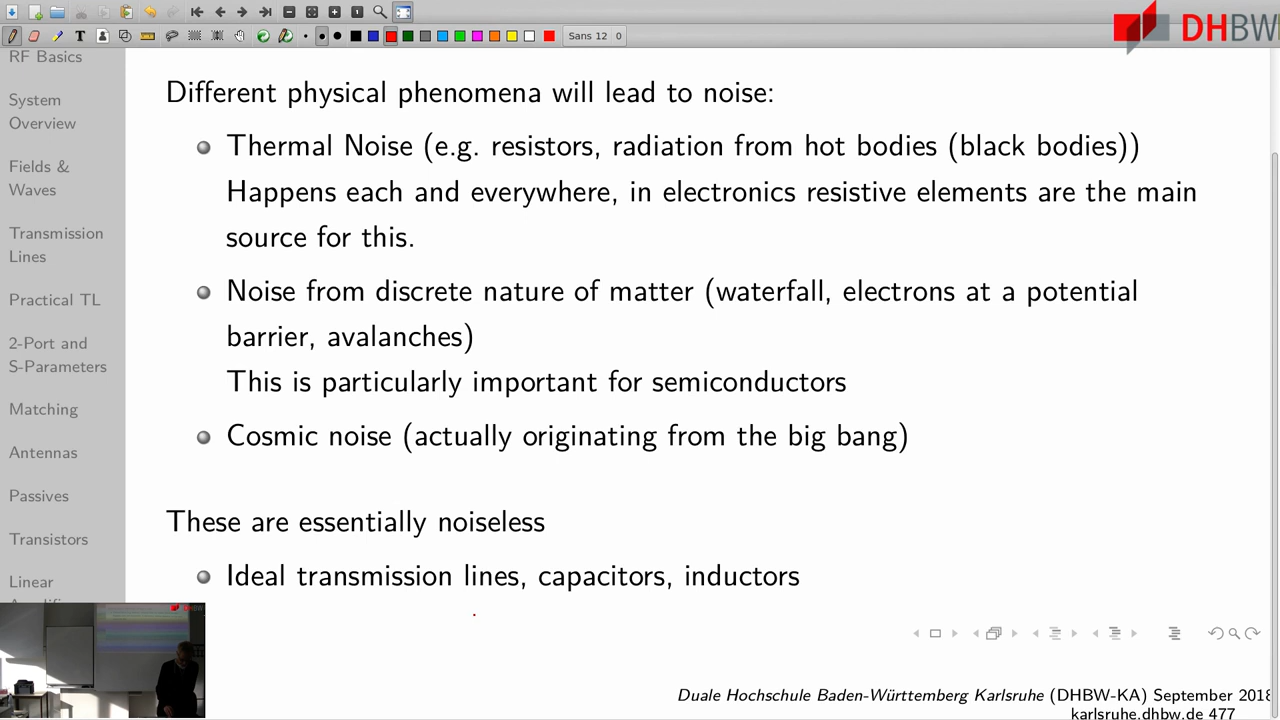 Sans 12
0
DHBW
RF Basics
System
Overview
Fields &
Waves
Transmission
Lines
Practical TL
2-Port and
S-Parameters
Matching
Antennas
Passives
Transistors
Linear
Different physical phenomena will lead to noise:
Thermal Noise (e.g. resistors, radiation from hot bodies (black bodies))
Happens each and everywhere, in electronics resistive elements are the main
source for this.
Noise from discrete nature of matter (waterfall, electrons at a potential
barrier, avalanches)
This is particularly important for semiconductors
Cosmic noise (actually originating from the big bang)
These are essentially noiseless
Ideal transmission lines, capacitors, inductors
Duale Hochschule Baden-Württemberg Karlsruhe (DHBW-KA) September 2018
karlsruhe.dhbw.de 477